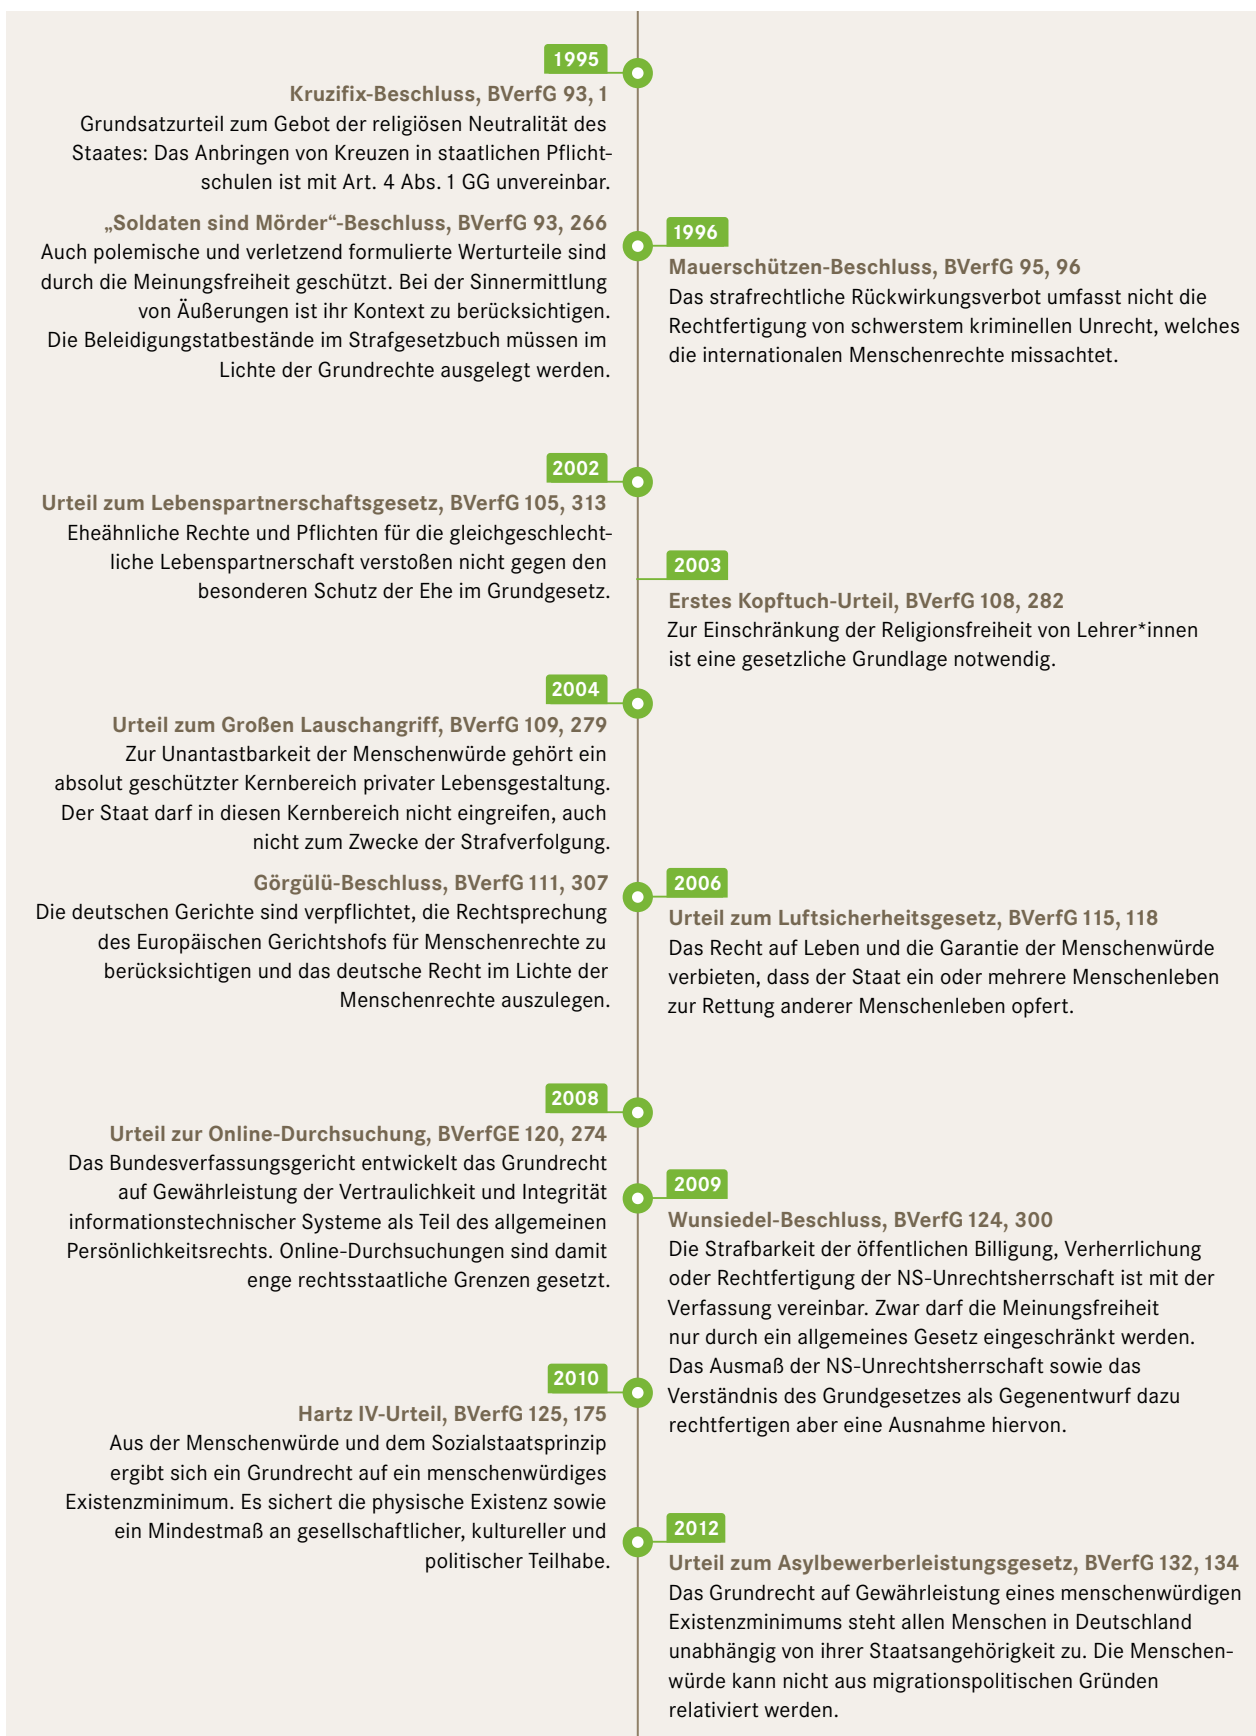 1995
Kruzifix-Beschluss, BVerfG 93, 1
Grundsatzurteil zum Gebot der religiösen Neutralität des
Staates: Das Anbringen von Kreuzen in staatlichen Pflicht-
schulen ist mit Art. 4 Abs. 1 GG unvereinbar.
„Soldaten sind Mörder“-Beschluss, BVerfG 93, 266
Auch polemische und verletzend formulierte Werturteile sind
durch die Meinungsfreiheit geschützt. Bei der Sinnermittlung
von Äußerungen ist ihr Kontext zu berücksichtigen.
Die Beleidigungstatbestände im Strafgesetzbuch müssen im
Lichte der Grundrechte ausgelegt werden.
1996
Mauerschützen-Beschluss, BVerfG 95, 96
Das strafrechtliche Rückwirkungsverbot umfasst nicht die
Rechtfertigung von schwerstem kriminellen Unrecht, welches
die internationalen Menschenrechte missachtet.
2002
Urteil zum Lebenspartnerschaftsgesetz, BVerfG 105, 313
Eheähnliche Rechte und Pflichten für die gleichgeschlecht-
liche Lebenspartnerschaft verstoßen nicht gegen den
besonderen Schutz der Ehe im Grundgesetz.
2003
Erstes Kopftuch-Urteil, BVerfG 108, 282
Zur Einschränkung der Religionsfreiheit von Lehrer*innen
ist eine gesetzliche Grundlage notwendig.
2004
Urteil zum Großen Lauschangriff, BVerfG 109, 279
Zur Unantastbarkeit der Menschenwürde gehört ein
absolut geschützter Kernbereich privater Lebensgestaltung.
Der Staat darf in diesen Kernbereich nicht eingreifen, auch
nicht zum Zwecke der Strafverfolgung.
Görgülü-Beschluss, BVerfG 111, 307
Die deutschen Gerichte sind verpflichtet, die Rechtsprechung
des Europäischen Gerichtshofs für Menschenrechte zu
berücksichtigen und das deutsche Recht im Lichte der
Menschenrechte auszulegen.
2006
Urteil zum Luftsicherheitsgesetz, BVerfG 115, 118
Das Recht auf Leben und die Garantie der Menschenwürde
verbieten, dass der Staat ein oder mehrere Menschenleben
zur Rettung anderer Menschenleben opfert.
2008
Urteil zur Online-Durchsuchung, BVerfGE 120, 274
Das Bundesverfassungsgericht entwickelt das Grundrecht
auf Gewährleistung der Vertraulichkeit und Integrität
informationstechnischer Systeme als Teil des allgemeinen
Persönlichkeitsrechts. Online-Durchsuchungen sind damit
enge rechtsstaatliche Grenzen gesetzt.
2009
Wunsiedel-Beschluss, BVerfG 124, 300
Die Strafbarkeit der öffentlichen Billigung, Verherrlichung
oder Rechtfertigung der NS-Unrechtsherrschaft ist mit der
Verfassung vereinbar. Zwar darf die Meinungsfreiheit
nur durch ein allgemeines Gesetz eingeschränkt werden.
Das Ausmaß der NS-Unrechtsherrschaft sowie das
Verständnis des Grundgesetzes als Gegenentwurf dazu
rechtfertigen aber eine Ausnahme hiervon.
2010
Hartz IV-Urteil, BVerfG 125, 175
Aus der Menschenwürde und dem Sozialstaatsprinzip
ergibt sich ein Grundrecht auf ein menschenwürdiges
Existenzminimum. Es sichert die physische Existenz sowie
ein Mindestmaß an gesellschaftlicher, kultureller und
politischer Teilhabe.
2012
Urteil zum Asylbewerberleistungsgesetz, BVerfG 132, 134
Das Grundrecht auf Gewährleistung eines menschenwürdigen
Existenzminimums steht allen Menschen in Deutschland
unabhängig von ihrer Staatsangehörigkeit zu. Die Menschen-
würde kann nicht aus migrationspolitischen Gründen
relativiert werden.